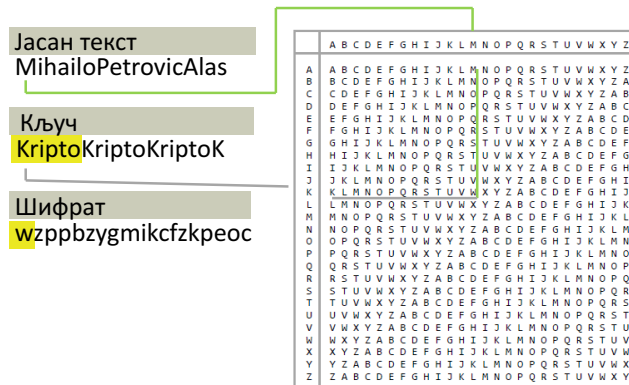 Јасан текст
MihailoPetrovicAlas
Кључ
KriptoKriptoKriptoK
Шифрат
wzppbzygmikcfzkpeoc
A B C D E F G H I J K L M N O P Q R S T U V W X Y Z
A A B C D E F G H I J K L M N O P Q R S T U V W X Y Z
B B C D E F G H I J K L M N O P Q R S T U V W X Y Z A
C C D E F G H I J K L M N O P Q R S T U V W X Y Z A B
D D E F G H I J K L M N O P Q R S T U V W X Y Z A B C
E E F G H I J K L M N O P Q R S T U V W X Y Z A B C D
F F G H I J K L M N O P Q R S T U V W X Y Z A B C D E
G G H I J K L M N O P Q R S T U V W X Y Z A B C D E F
H H I J K L M N O P Q R S T U V W X Y Z A B C D E F G
I I J K L M N O P Q R S T U V W X Y Z A B C D E F G H
J J K L M N O P Q R S T U V W X Y Z A B C D E F G H I
K K L M N O P Q R S T U V W X Y Z A B C D E F G H I J
L L M N O P Q R S T U V W X Y Z A B C D E F G H I J K
M M N O P Q R S T U V W X Y Z A B C D E F G H I J K L
N N O P Q R S T U V W X Y Z A B C D E F G H I J K L M
O O P Q R S T U V W X Y Z A B C D E F G H I J K L M N
P P Q R S T U V W X Y Z A B C D E F G H I J K L M N O
Q Q R S T U V W X Y Z A B C D E F G H I J K L M N O P
R R S T U V W X Y Z A B C D E F G H I J K L M N O P Q
S S T U V W X Y Z A B C D E F G H I J K L M N O P Q R
T T U V W X Y Z A B C D E F G H I J K L M N O P Q R S
U U V W X Y Z A B C D E F G H I J K L M N O P Q R S T
V V W X Y Z A B C D E F G H I J K L M N O P Q R S T U
W W X Y Z A B C D E F G H I J K L M N O P Q R S T U V
X X Y Z A B C D E F G H I J K L M N O P Q R S T U V W
Y Y Z A B C D E F G H I J K L M N O P Q R S T U V W X
Z Z A B C D E F G H I J K L M N O P Q R S T U V W X Y